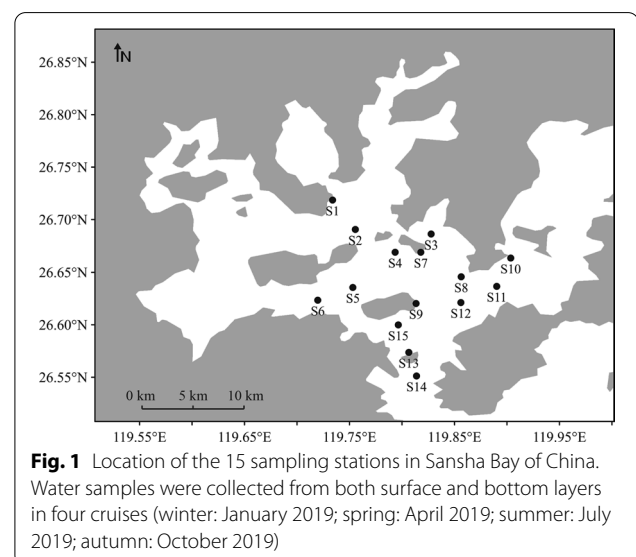 N
26.85°N
26.80°N
26.75°N
26.70°N
26.65°N
26.60°N
26.55°N
S1
S2
S3
S4
S7
S10
S8
S5
S11
S6
S9
S12
S15
S13
S14
0 km 5 km 10 km
119.55°E 119.65°E 119.75°E 119.85°E 119.95°E
Fig. 1 Location of the 15 sampling stations in Sansha Bay of China.
Water samples were collected from both surface and bottom layers
in four cruises (winter: January 2019; spring: April 2019; summer: July
2019; autumn: October 2019)